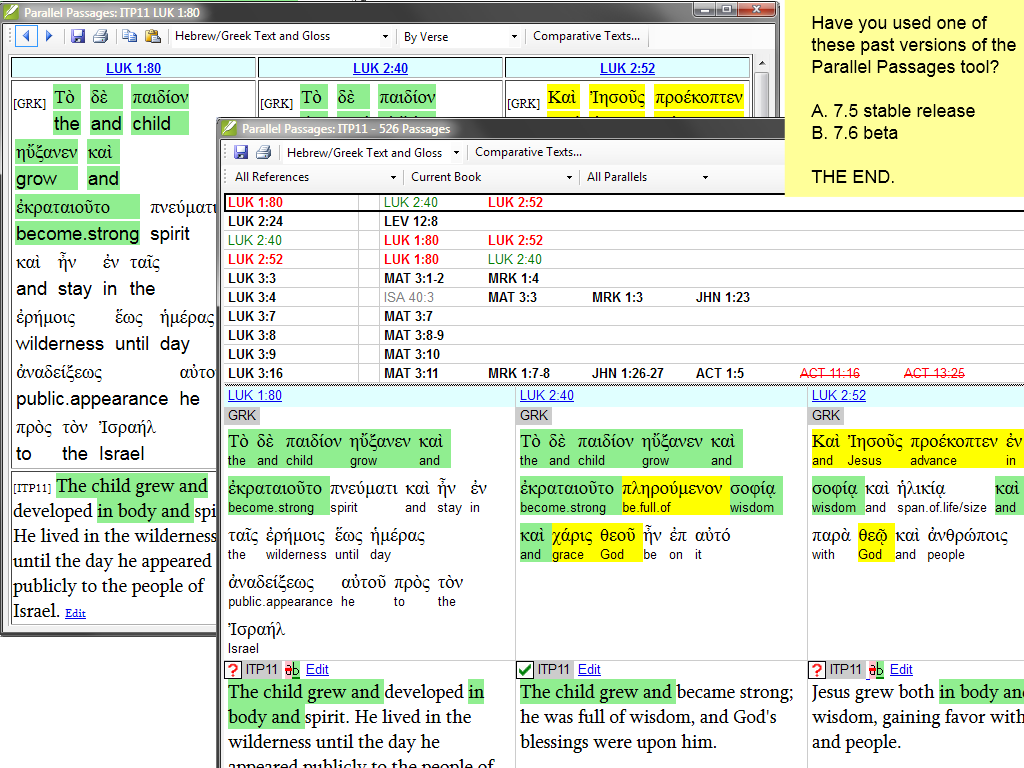 Parallel Passages: ITP11 LUK 1:80
Hebrew/Greek Text and Gloss By Verse Comparative Texts...
LUK 1:80 LUK 2:40 LUK 2:52
[GRK] Τὸ δὲ παιδίον [GRK] Τὸ δὲ παιδίον [GRK] Καὶ Ἰησοῦς προέκοπτεν
the and child
ηὔξανεν καὶ
grow and
ἐκραταιοῦτο πνεύματι
become.strong spirit
καὶ ἦν ἐν ταῖς
and stay in the
ἐρήμοις ἕως ἡμέρας
wilderness until day
ἀναδείξεως αὐτο
public.appearance he
πρὸς τὸν Ἰσραήλ
to the Israel
[ITP11] The child grew and
developed in body and spi
He lived in the wilderness
until the day he appeared
publicly to the people of
Israel. Edit
Have you used one of
these past versions of the
Parallel Passages tool?
A. 7.5 stable release
B. 7.6 beta
THE END.
Parallel Passages: ITP11 - 526 Passages
Hebrew/Greek Text and Gloss Comparative Texts...
All References Current Book All Parallels
LUK 1:80 LUK 2:40 LUK 2:52
LUK 2:24 LEV 12:8
LUK 2:40 LUK 1:80 LUK 2:52
LUK 2:52 LUK 1:80 LUK 2:40
LUK 3:3 MAT 3:1-2 MRK 1:4
LUK 3:4 ISA 40:3 MAT 3:3 MRK 1:3 JHN 1:23
LUK 3:7 MAT 3:7
LUK 3:8 MAT 3:8-9
LUK 3:9 MAT 3:10
LUK 3:16 MAT 3:11 MRK 1:7-8 JHN 1:26-27 ACT 1:5 ACT 11:16 ACT 13:25
LUK 1:80
GRK
Τὸ δὲ παιδίον ηὔξανεν καὶ
the and child grow and
ἐκραταιοῦτο πνεύματι καὶ ἦν ἐν
become.strong spirit and stay in
ταῖς ἐρήμοις ἕως ἡμέρας
the wilderness until day
ἀναδείξεως αὐτοῦ πρὸς τὸν
public.appearance he to the
Ἰσραήλ
Israel
? ITP11 ab Edit
The child grew and developed in
body and spirit. He lived in the
wilderness until the day he
appeared publicly to the people of
LUK 2:40
GRK
Τὸ δὲ παιδίον ηὔξανεν καὶ
the and child grow and
ἐκραταιοῦτο πληρούμενον σοφίᾳ
become.strong be.full.of wisdom
καὶ χάρις θεοῦ ἦν ἐπ αὐτό
and grace God be on it
ITP11 Edit
The child grew and became strong;
he was full of wisdom, and God's
blessings were upon him.
LUK 2:52
GRK
Καὶ Ἰησοῦς προέκοπτεν ἐν
and Jesus advance in
σοφίᾳ καὶ ἡλικίᾳ καὶ
wisdom and span.of.life/size and
παρὰ θεῷ καὶ ἀνθρώποις
with God and people
? ITP11 ab Edit
Jesus grew both in body and
wisdom, gaining favor with
and people.